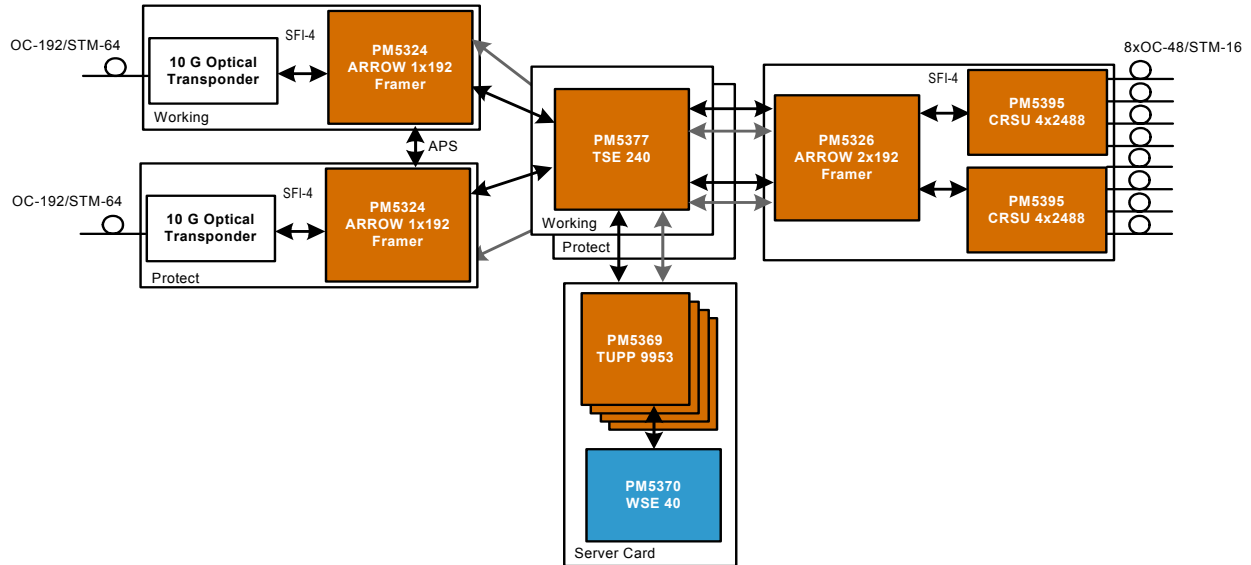 OC-192/STM-64
10 G Optical
Transponder
SFI-4
PM5324
ARROW 1x192
Framer
Working
APS
OC-192/STM-64
10 G Optical
Transponder
SFI-4
PM5324
ARROW 1x192
Framer
Protect
PM5377
TSE 240
Working
Protect
PM5326
ARROW 2x192
Framer
SFI-4
PM5395
CRSU 4x2488
PM5395
CRSU 4x2488
8xOC-48/STM-16
PM5369
TUPP 9953
PM5370
WSE 40
Server Card